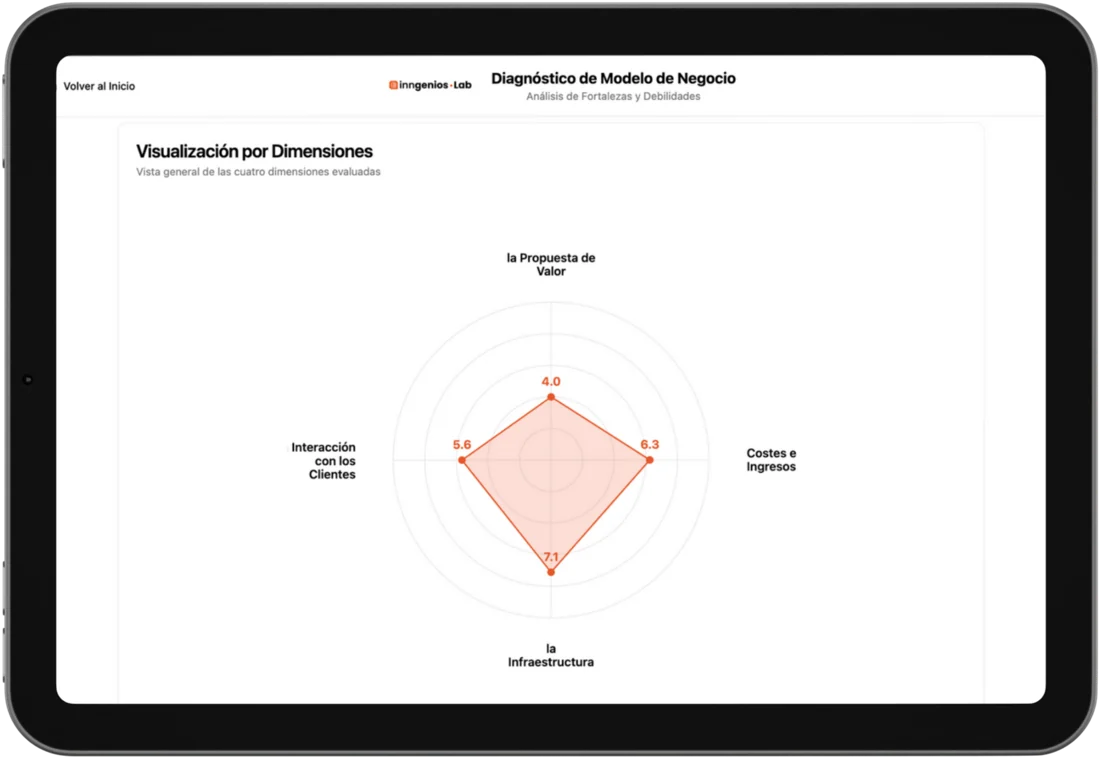 Volver al Inicio
inngenios·Lab
Diagnóstico de Modelo de Negocio
Análisis de Fortalezas y Debilidades
Visualización por Dimensiones
Vista general de las cuatro dimensiones evaluadas
la Propuesta de
Valor
4.0
Interacción
con los
Clientes
5.6
6.3
Costes e
Ingresos
7.1
la
Infraestructura